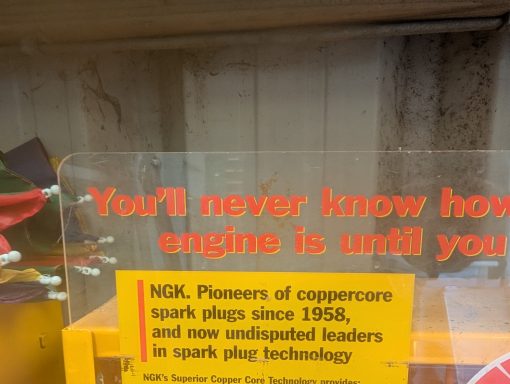 You'll never know how
engine is until you
NGK. Pioneers of coppercore
spark plugs since 1958,
and now undisputed leaders
in spark plug technology
NGK's Superior Copper Core Technology provides: